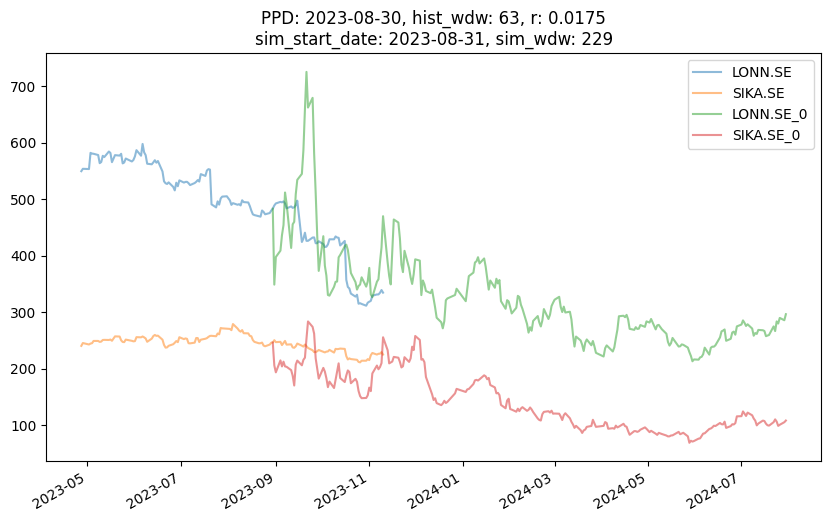 PPD: 2023-08-30, hist_wdw: 63, r: 0.0175
sim_start_date: 2023-08-31, sim_wdw: 229
LONN.SE
SIKA.SE
LONN.SE_0
SIKA.SE_0
700
600
500
400
300
200
100
2023-05
2023-07
2023-09
2023-11
2024-01
2024-03
2024-05
2024-07